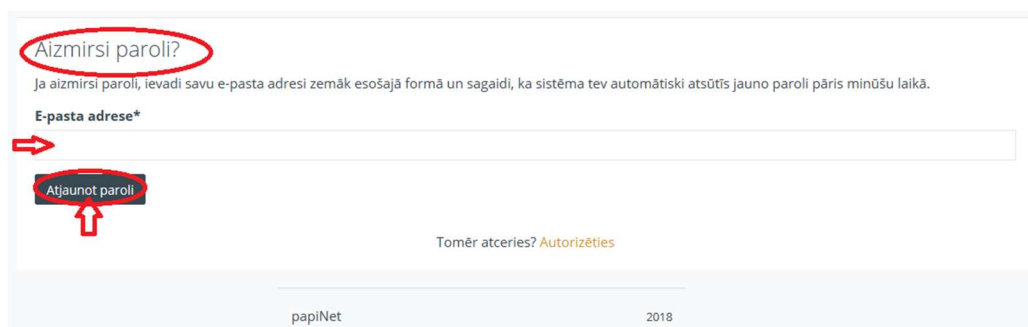 Aizmirsi paroli?
Ja aizmirsi paroli, ievadi savu e-pasta adresi zemāk esošajā formā un sagaidi, ka sistēma tev automātiski atsūtīs jauno paroli pāris minūšu laikā.
E-pasta adrese*
Atjaunot paroli
Tomēr atceries? Autorizēties
papiNet 2018